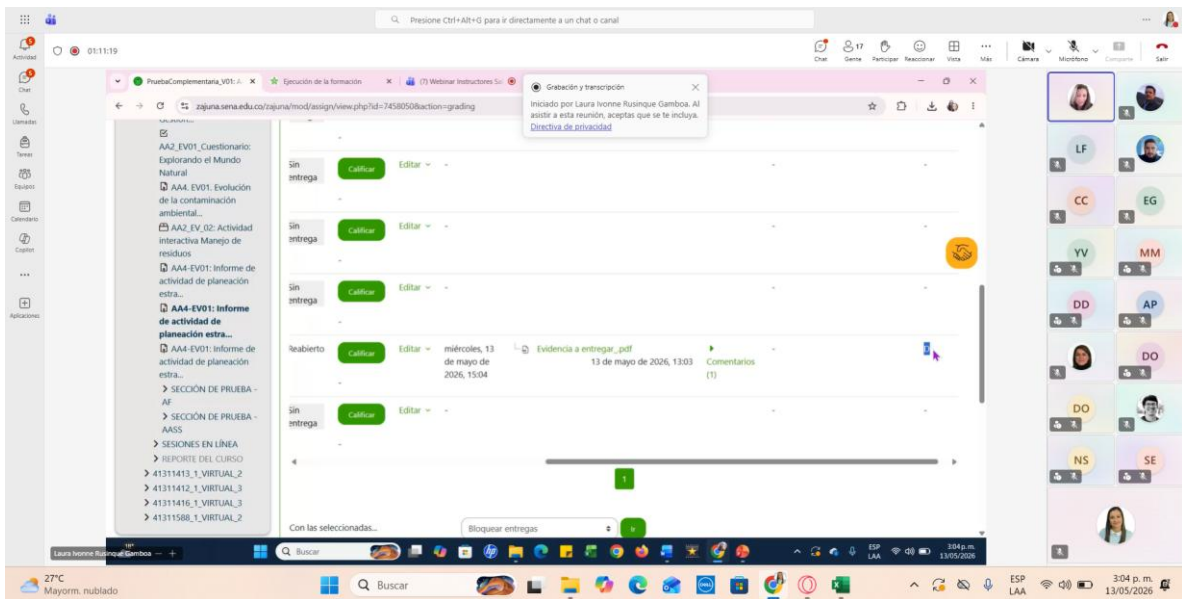 Presione Ctrl+Alt+G para ir directamente a un chat o canal
Actividad
Chat
Llamadas
Tareas
Equipos
Calendario
Copilot
Aplicaciones
01:11:19
Chat
17
Gente
Participar
Reaccionar
Vista
Más
Cámara
Micrófono
Compartir
Salir
PruebaComplementaria_V01: A
Ejecución de la formación
(7) Webinar Instructores S
zajuna.sena.edu.co/zajuna/mod/assign/view.php?id=7458050&action=grading
Grabación y transcripción
Iniciado por Laura Ivonne Rusinque Gamboa. Al
asistir a esta reunión, aceptas que se te incluya.
Directiva de privacidad
AA2_EV01_Cuestionario:
Explorando el Mundo
Natural
AA4. EV01. Evolución
de la contaminación
ambiental...
AA2_EV_02: Actividad
interactiva Manejo de
residuos
AA4-EV01: Informe de
actividad de planeación
estra...
AA4-EV01: Informe
de actividad de
planeación estra...
AA4-EV01: Informe de
actividad de planeación
estra...
SECCIÓN DE PRUEBA -
AF
SECCIÓN DE PRUEBA -
AASS
SESIONES EN LÍNEA
REPORTE DEL CURSO
41311413_1_VIRTUAL_2
41311412_1_VIRTUAL_3
41311416_1_VIRTUAL_3
41311588_1_VIRTUAL_2
Sin
entrega
Calificar
Editar
-
-
-
-
Sin
entrega
Calificar
Editar
-
-
-
-
Sin
entrega
Calificar
Editar
-
-
-
-
Reabierto
Calificar
Editar
miércoles, 13
de mayo de
2026, 15:04
Evidencia a entregar_.pdf
13 de mayo de 2026, 13:03
Comentarios
(1)
-
D
-
Sin
entrega
Calificar
Editar
-
-
-
-
1
Con las seleccionadas...
Bloquear entregas
Ir
LF
CC
EG
YV
MM
DD
AP
DO
DO
NS
SE
Laura Ivonne Rusinque Gamboa
Buscar
ESP
LAA
3:04 p. m.
13/05/2026
27°C
Mayorm. nublado
Buscar
ESP
LAA
3:04 p. m.
13/05/2026